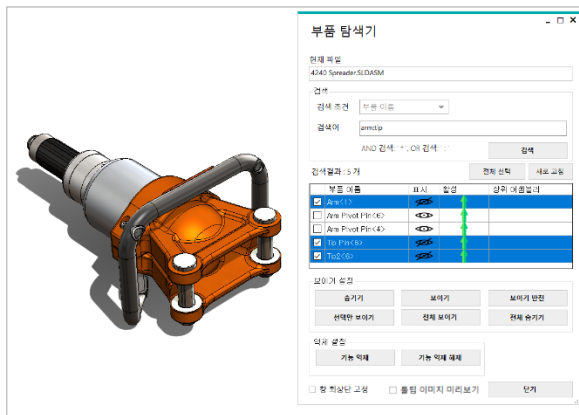 부품 탐색기
현재 파일
4240 Spreader.SLDASM
검색
검색 조건 부품 이름
검색어 arm;tip
AND 검색: '*', OR 검색: ';' 검색
검색결과 : 5 개 전체 선택 새로 고침
부품 이름 표시 활성 상위 어셈블리
Arm<1>
Arm Pivot Pin<6>
Arm Pivot Pin<4>
Tip Pin<5>
Tip2<6>
보이기 설정
숨기기 보이기 보이기 반전
선택만 보이기 전체 보이기 전체 숨기기
억제 설정
기능 억제 기능 억제 해제
창 최상단 고정 툴팁 이미지 미리보기 닫기